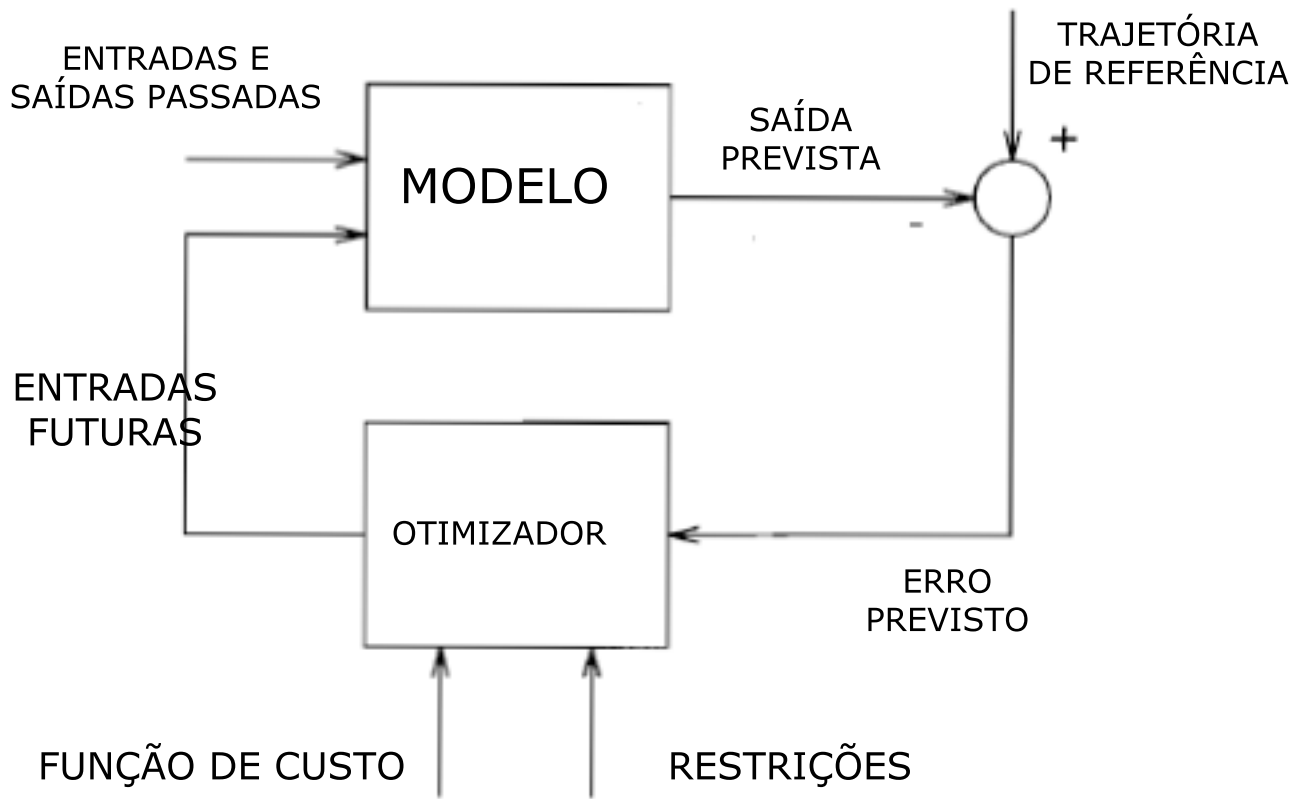 ENTRADAS E
SAÍDAS PASSADAS
TRAJETÓRIA
DE REFERÊNCIA
+
SAÍDA
PREVISTA
MODELO
-
ENTRADAS
FUTURAS
OTIMIZADOR
ERRO
PREVISTO
FUNÇÃO DE CUSTO
RESTRIÇÕES